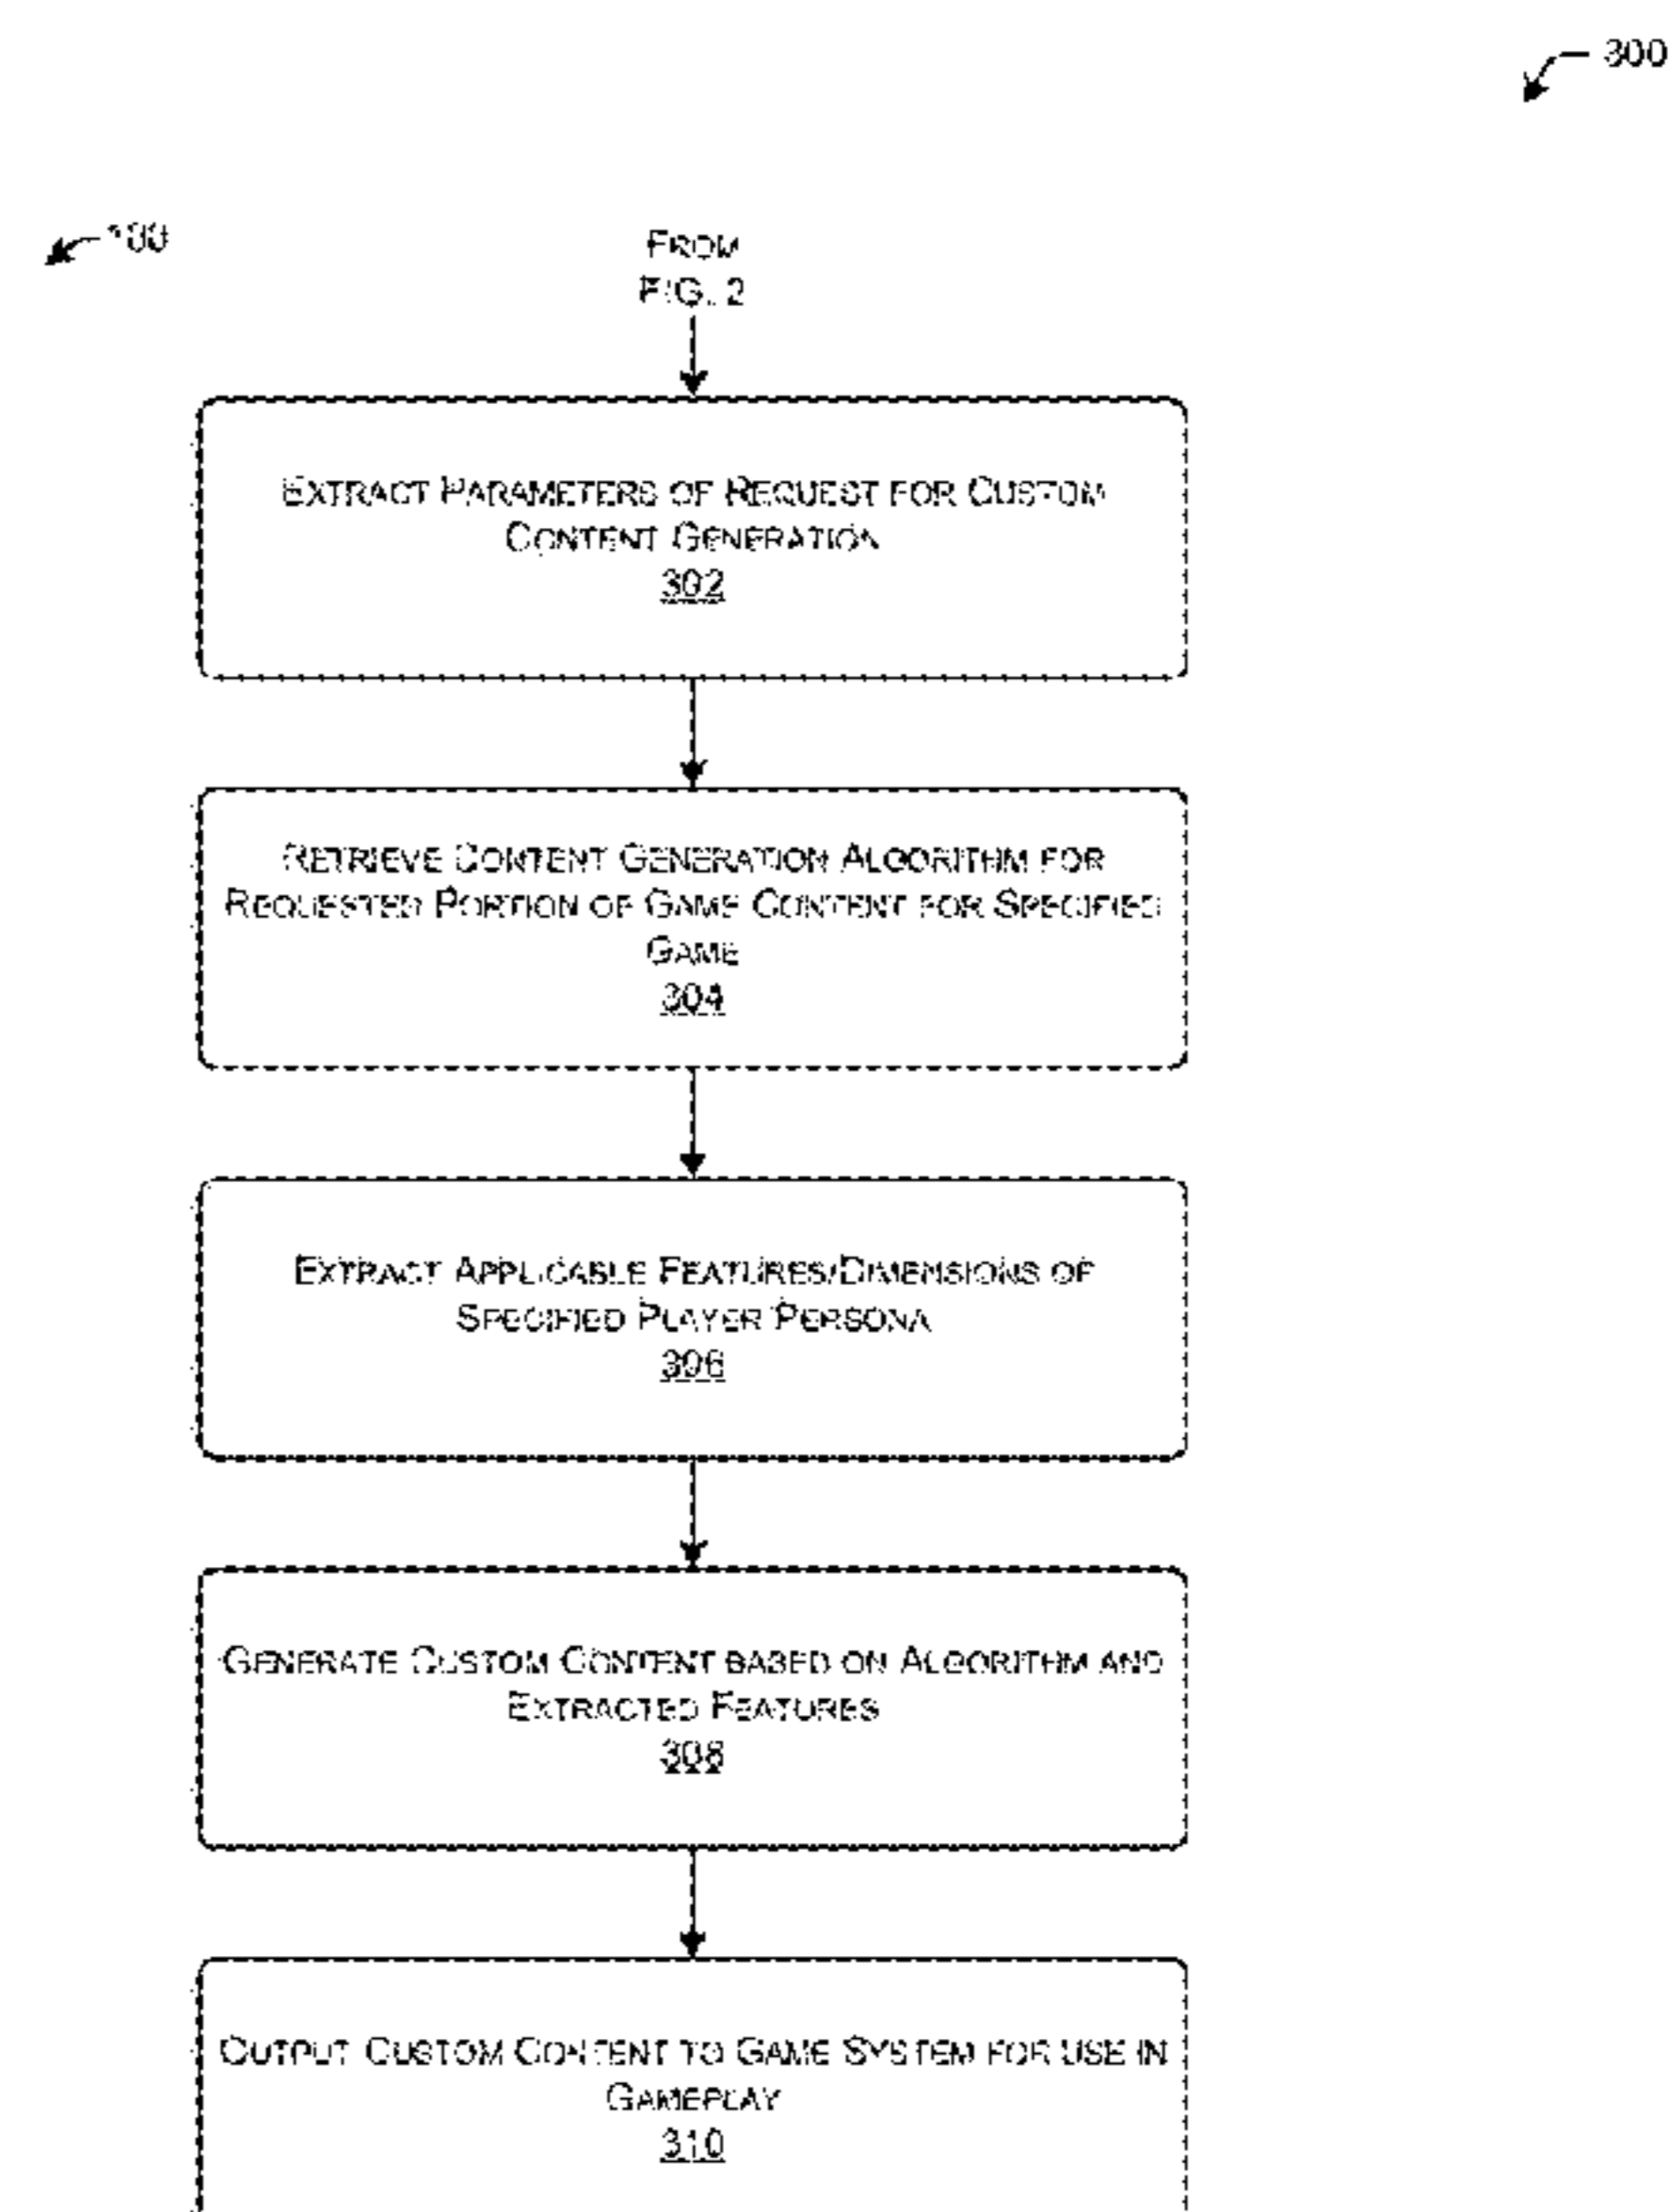 300
100
FROM
FIG. 2
EXTRACT PARAMETERS OF REQUEST FOR CUSTOM
CONTENT GENERATION
302
RETRIEVE CONTENT GENERATION ALGORITHM FOR
REQUESTED PORTION OF GAME CONTENT FOR SPECIFIED
GAME
304
EXTRACT APPLICABLE FEATURES/DIMENSIONS OF
SPECIFIED PLAYER PERSONA
306
GENERATE CUSTOM CONTENT BASED ON ALGORITHM AND
EXTRACTED FEATURES
308
OUTPUT CUSTOM CONTENT TO GAME SYSTEM FOR USE IN
GAMEPLAY
310